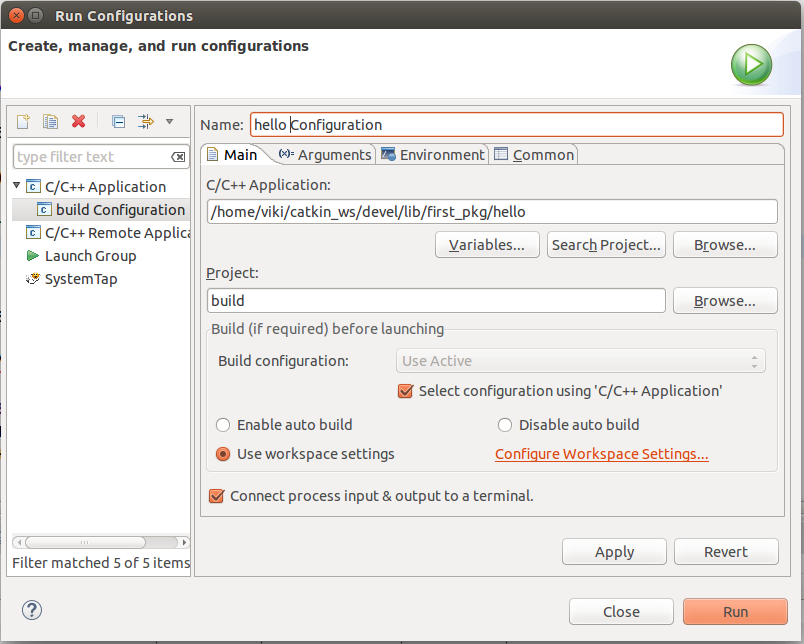 Run Configurations
Create, manage, and run configurations
type filter text
C/C++ Application
build Configuration
C/C++ Remote Applica
Launch Group
SystemTap
Filter matched 5 of 5 items
Name: hello Configuration
Main (x)= Arguments Environment Common
C/C++ Application:
/home/viki/catkin_ws/devel/lib/first_pkg/hello
Variables... Search Project... Browse...
Project:
build Browse...
Build (if required) before launching
Build configuration: Use Active
Select configuration using 'C/C++ Application'
Enable auto build Disable auto build
Use workspace settings Configure Workspace Settings...
Connect process input & output to a terminal.
Apply Revert
? Close Run